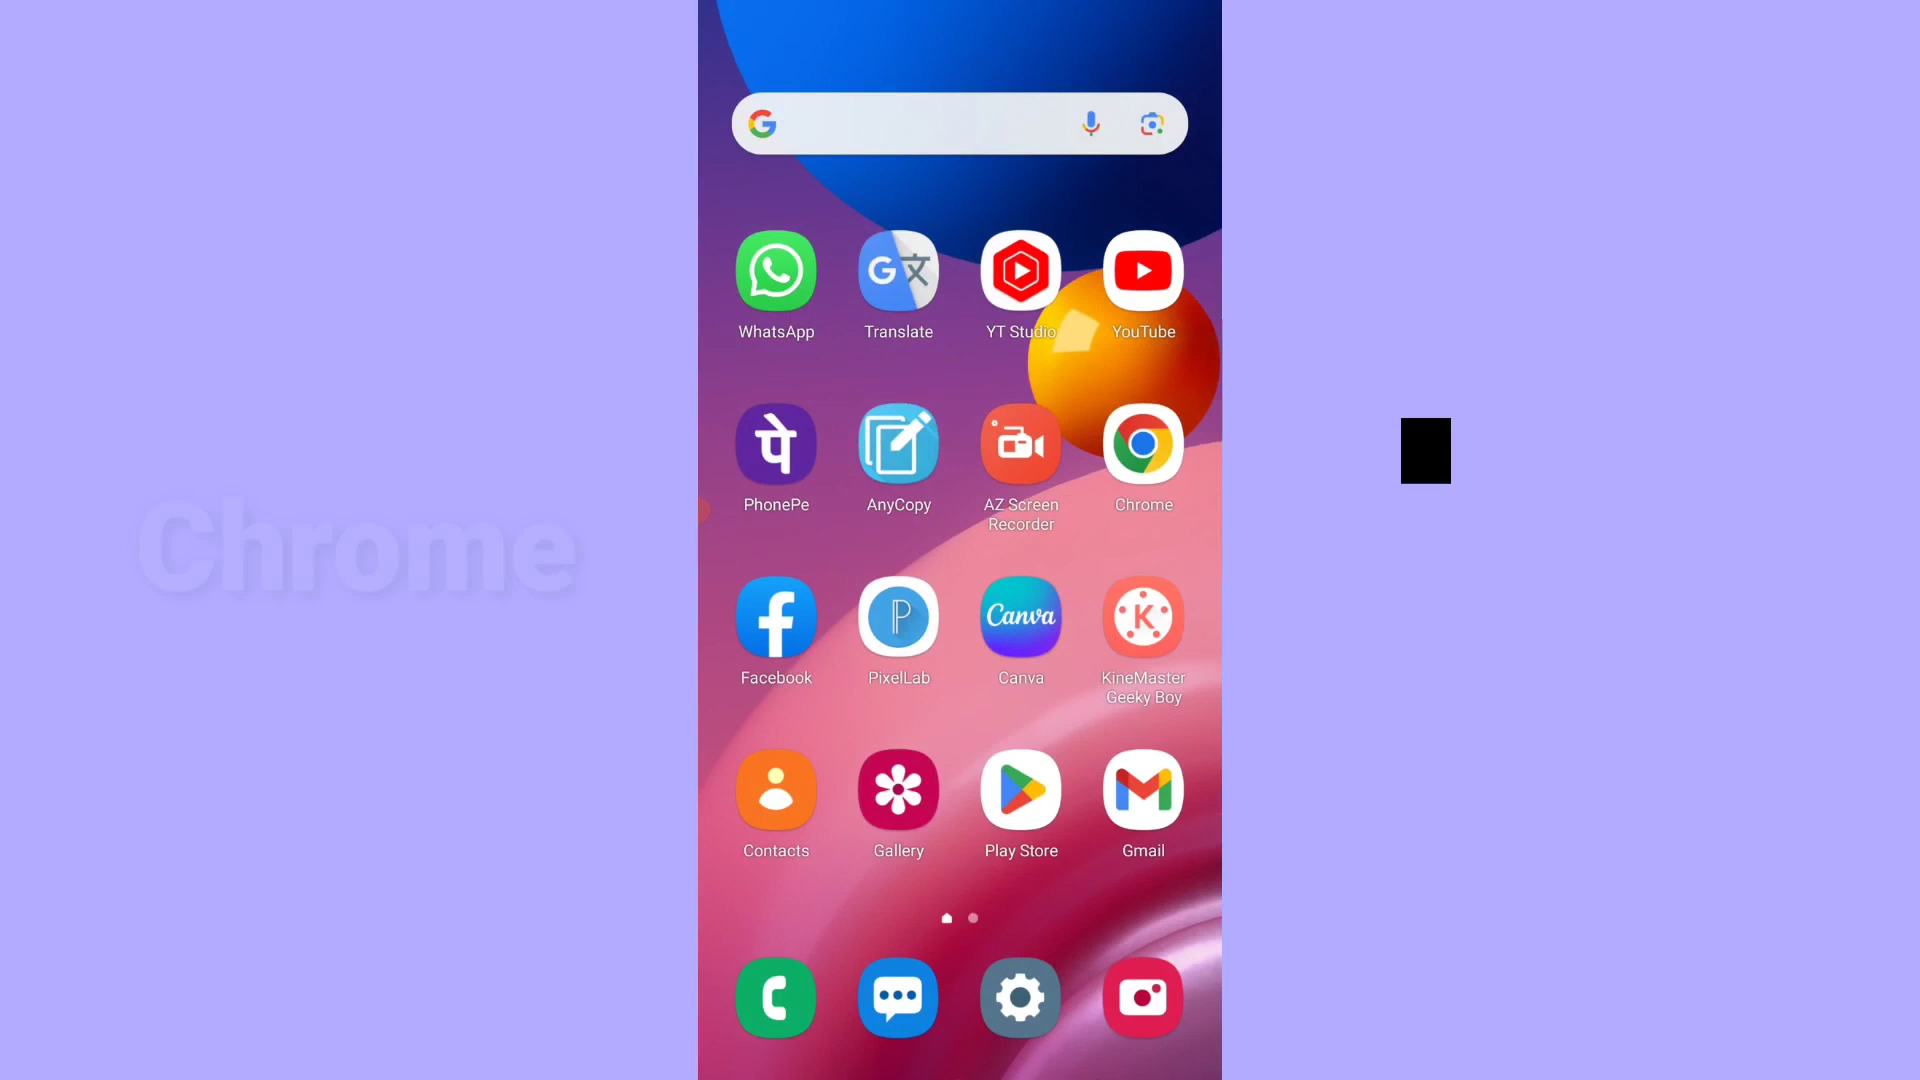 WhatsApp
Translate
YT Studio
YouTube
पे
PhonePe
AnyCopy
AZ Screen
Recorder
Chrome
Chrome
Facebook
P
PixelLab
Canva
Canva
K
KineMaster
Geeky Boy
Contacts
Gallery
Play Store
Gmail